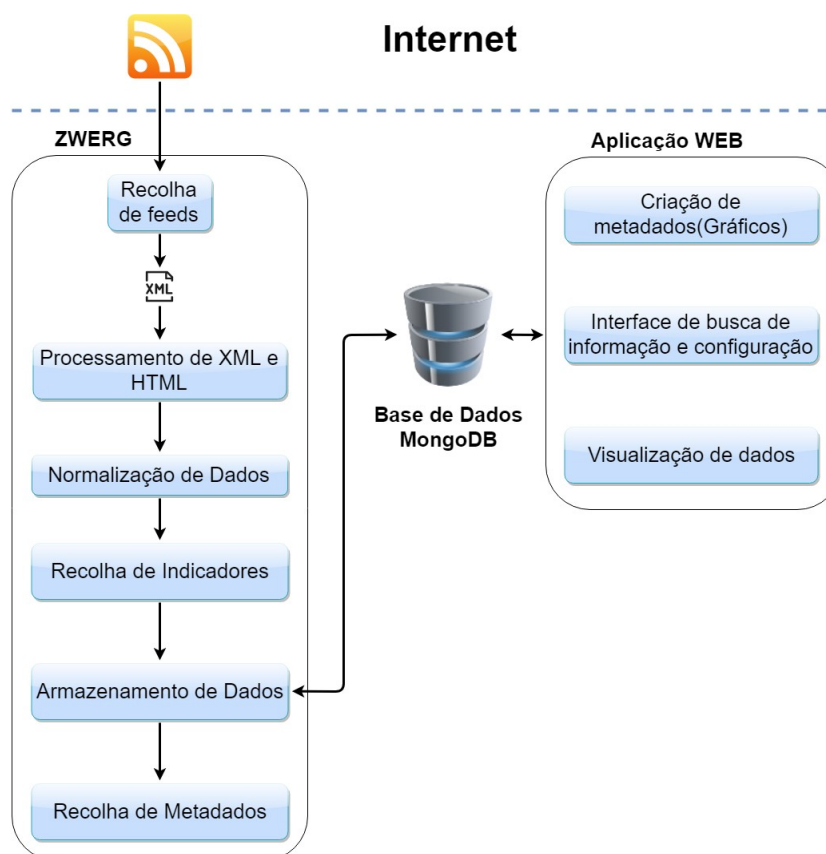 Internet
ZWERG
Recolha
de feeds
XML
Processamento de XML e
HTML
Normalização de Dados
Recolha de Indicadores
Armazenamento de Dados
Recolha de Metadados
Base de Dados
MongoDB
Aplicação WEB
Criação de
metadados(Gráficos)
Interface de busca de
informação e configuração
Visualização de dados